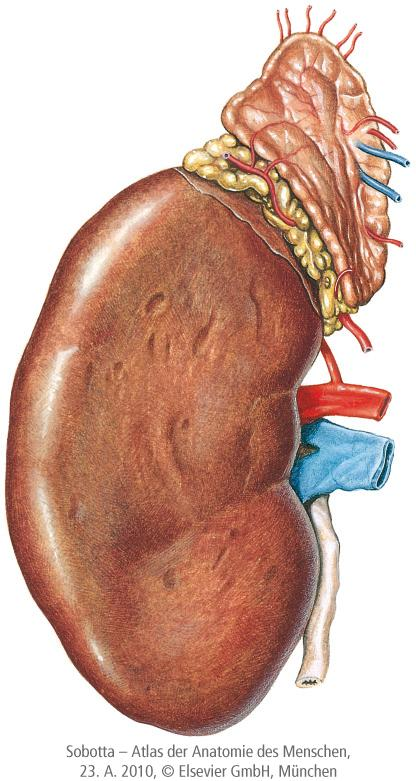 Sobotta – Atlas der Anatomie des Menschen,
23. A. 2010, © Elsevier GmbH, München